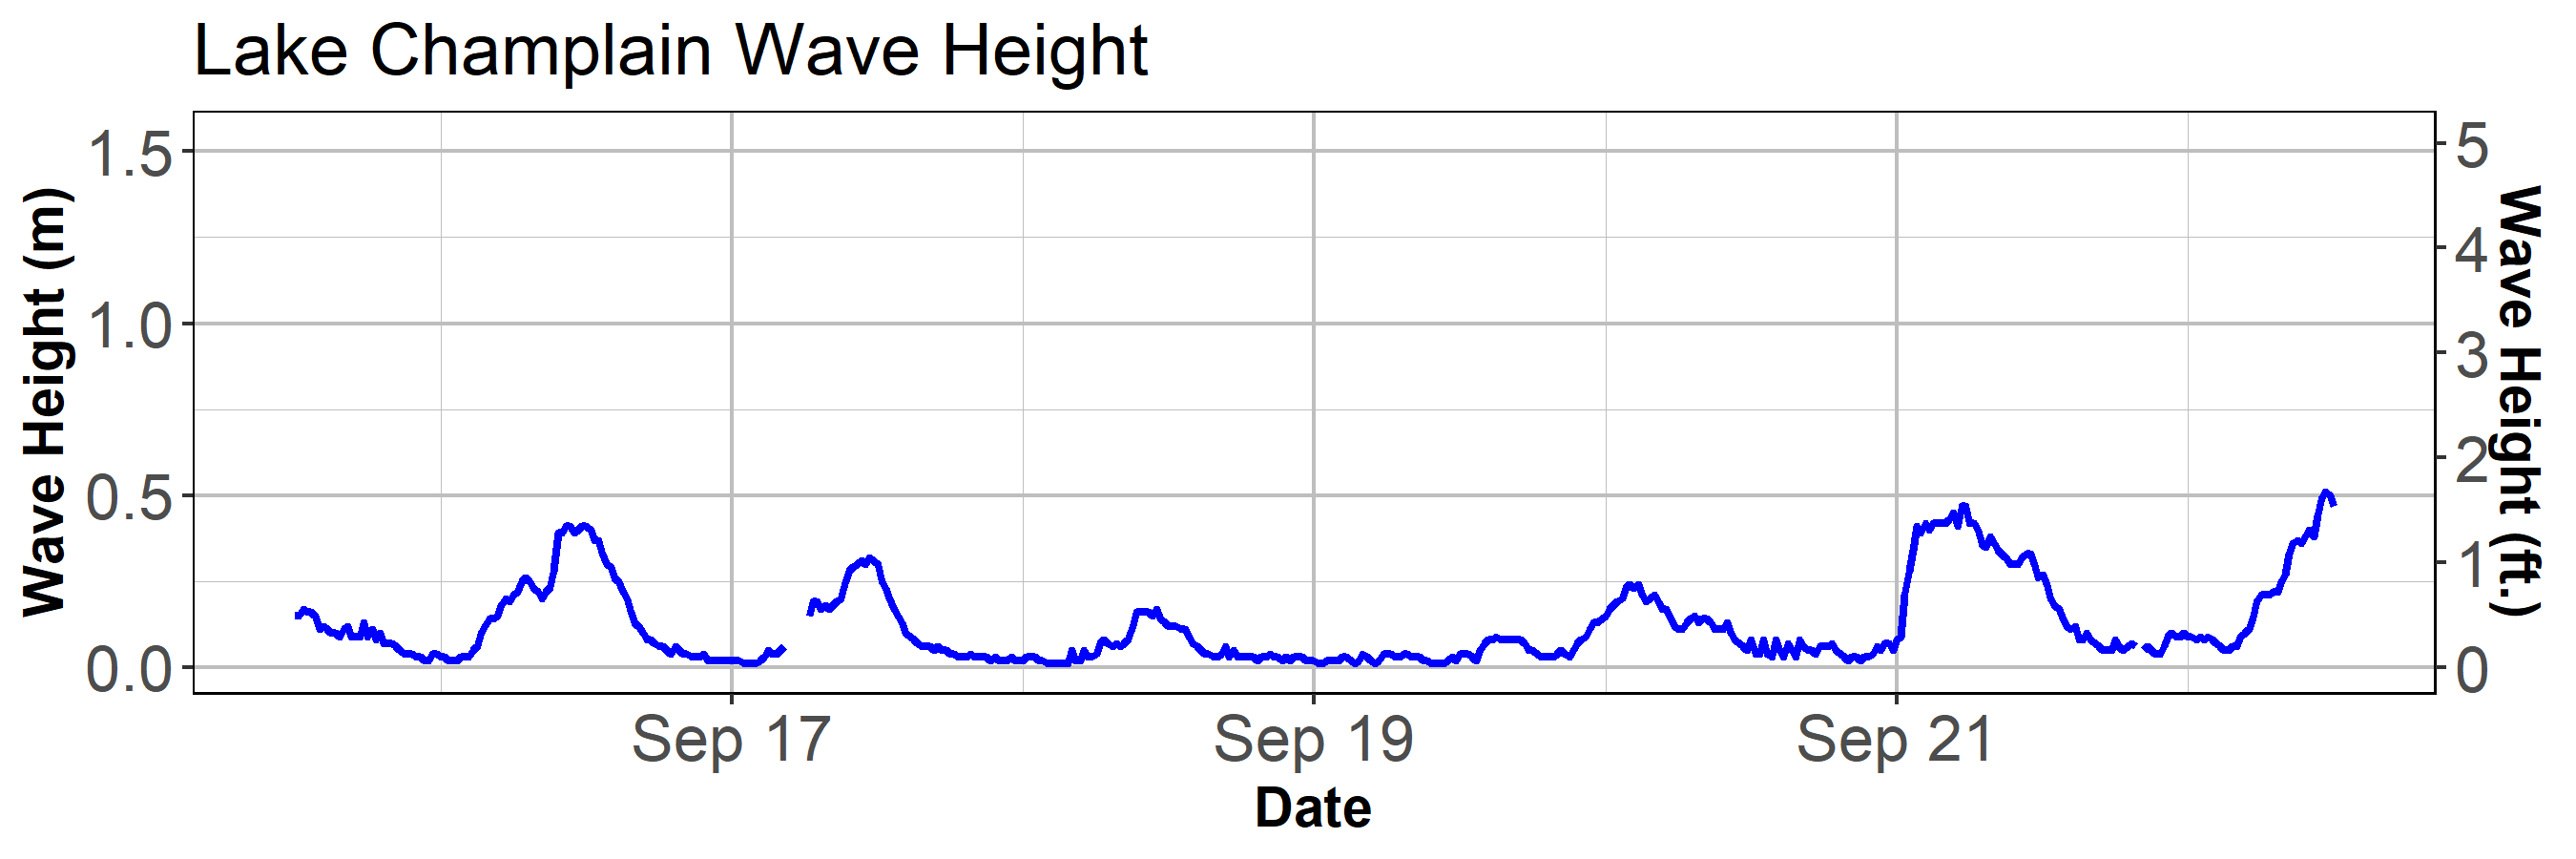 Lake Champlain Wave Height
Wave Height (m)
1.5
1.0
0.5
0.0
5
4
3
2
1
0
Wave Height (ft.)
Sep 17
Sep 19
Sep 21
Date